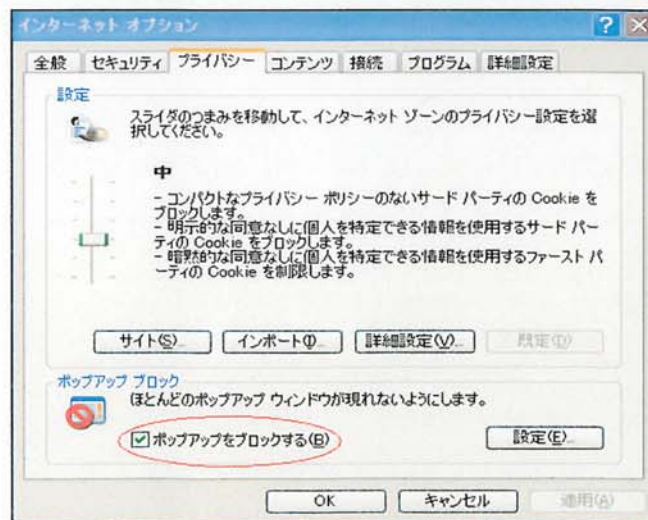 インターネット オプション
全般 セキュリティ プライバシー コンテンツ 接続 プログラム 詳細設定
設定
スライダのつまみを移動して、インターネット ゾーンのプライバシー設定を選
択してください。
中
- コンパクトなプライバシー ポリシーのないサード パーティの Cookie を
ブロックします。
- 明示的な同意なしに個人を特定できる情報を使用するサード パー
ティの Cookie をブロックします。
- 暗黙的な同意なしに個人を特定できる情報を使用するファースト パ
ーティの Cookie を制限します。
サイト(S)... インポート(I)... 詳細設定(V)... 既定(D)
ポップアップ ブロック
ほとんどのポップアップ ウィンドウが現れないようにします。
ポップアップをブロックする(B) 設定(E)...
OK キャンセル 適用(A)